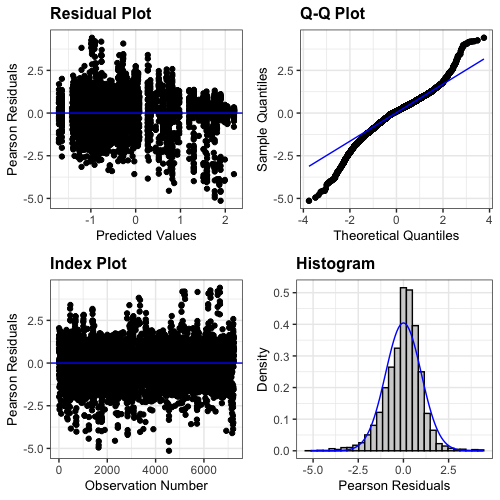 Residual Plot
Pearson Residuals
2.5
0.0
-2.5
-5.0
-1 0 1 2
Predicted Values
Q-Q Plot
Sample Quantiles
2.5
0.0
-2.5
-5.0
-4 -2 0 2 4
Theoretical Quantiles
Index Plot
Pearson Residuals
2.5
0.0
-2.5
-5.0
0 2000 4000 6000
Observation Number
Histogram
Density
0.5
0.4
0.3
0.2
0.1
0.0
-5.0 -2.5 0.0 2.5
Pearson Residuals